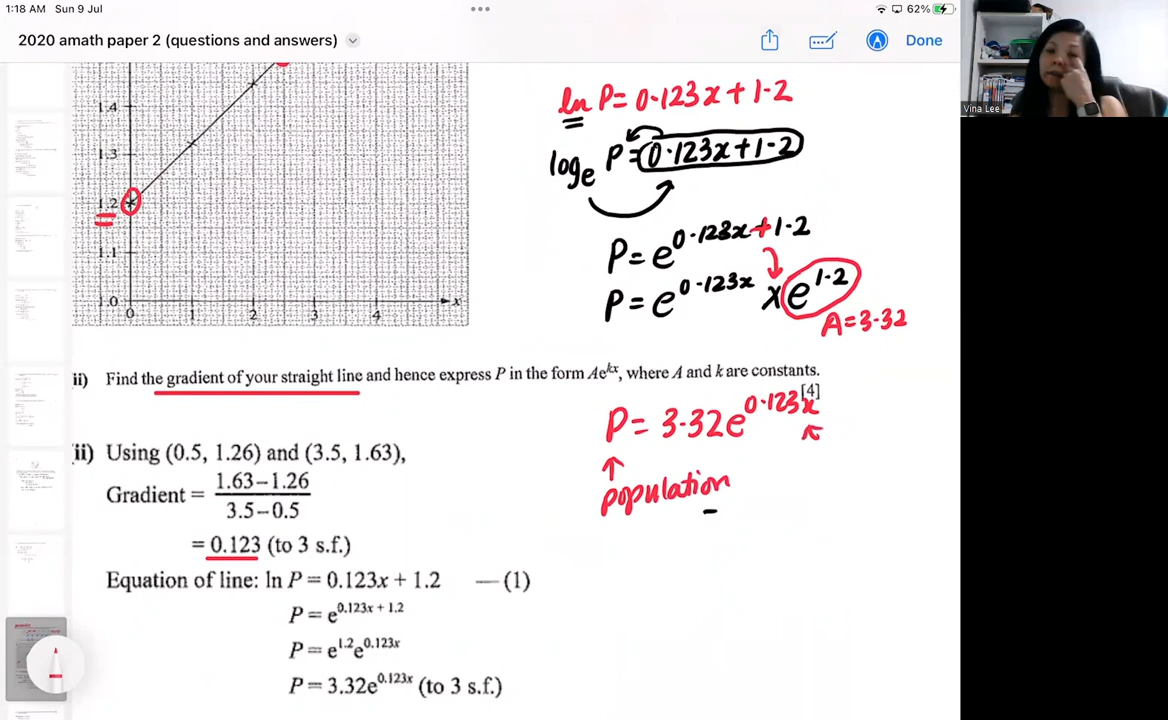 1:18 AM Sun 9 Jul
62%
2020 amath paper 2 (questions and answers)
Done
Vina Lee
1.4
1.3
1.2
1.1
1.0
0 1 2 3 4 x
ln P = 0.123x + 1.2
log e P = 0.123x + 1.2
P = e^0.123x + 1.2
P = e^0.123x × e^1.2
A = 3.32
ii) Find the gradient of your straight line and hence express P in the form Ae^kx, where A and k are constants.
[4]
P = 3.32e^0.123x
population
ii) Using (0.5, 1.26) and (3.5, 1.63),
Gradient = 1.63–1.26
3.5–0.5
= 0.123 (to 3 s.f.)
Equation of line: ln P = 0.123x + 1.2 — (1)
P = e^0.123x + 1.2
P = e^1.2e^0.123x
P = 3.32e^0.123x (to 3 s.f.)